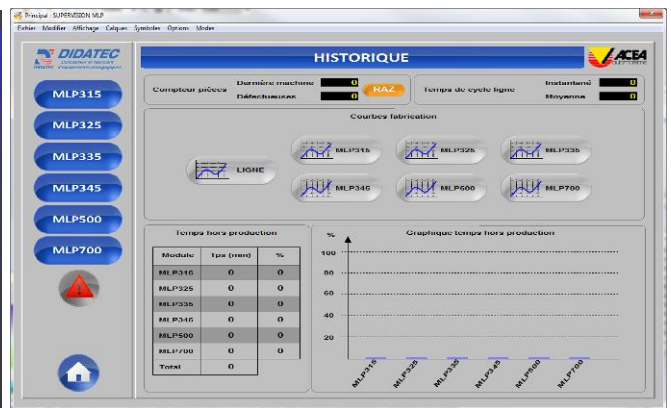 Principal : SUPERVISION MLP
Fichier Modifier Affichage Calques Symboles Options Modes
DIDATEC
HISTORIQUE
ACEA
MLP315
MLP325
MLP335
MLP345
MLP500
MLP700
Compteur pièces
Dernière machine 0
Défectueuses 0
RAZ
Temps de cycle ligne
Instantané 0
Moyenne 0
Courbes fabrication
LIGNE
MLP315
MLP325
MLP335
MLP345
MLP500
MLP700
Temps hors production
Module Tps (mn) %
MLP315 0 0
MLP325 0 0
MLP335 0 0
MLP345 0 0
MLP500 0 0
MLP700 0 0
Total 0
Graphique temps hors production
%
100
80
60
40
20
MLP315
MLP325
MLP335
MLP345
MLP500
MLP700